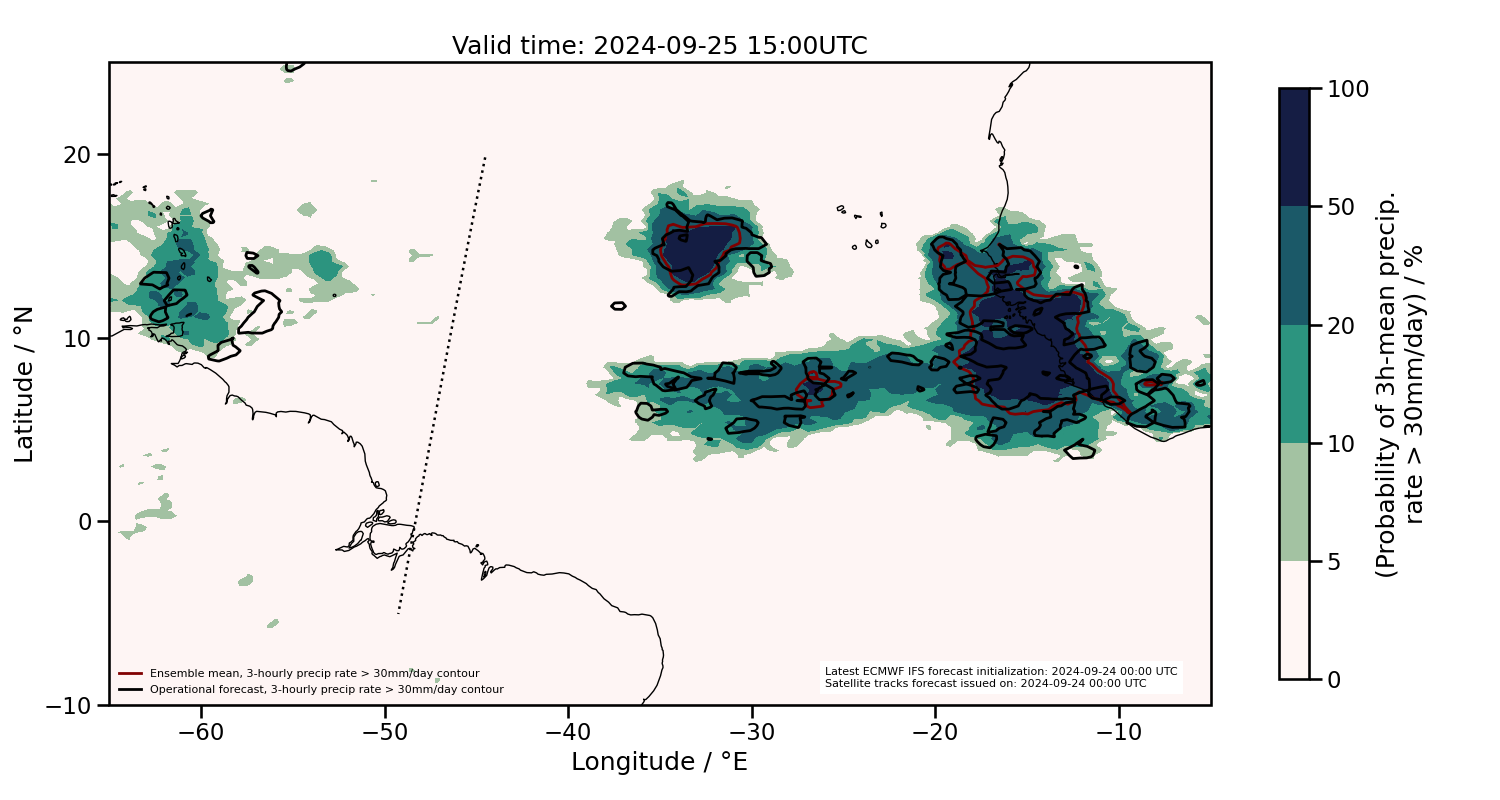 Valid time: 2024-09-25 15:00UTC
20
10
0
−10
Latitude / °N
−60
−50
−40
−30
−20
−10
Longitude / °E
Ensemble mean, 3-hourly precip rate > 30mm/day contour
Operational forecast, 3-hourly precip rate > 30mm/day contour
Latest ECMWF IFS forecast initialization: 2024-09-24 00:00 UTC
Satellite tracks forecast issued on: 2024-09-24 00:00 UTC
100
50
20
10
5
0
(Probability of 3h-mean precip.
rate > 30mm/day) / %